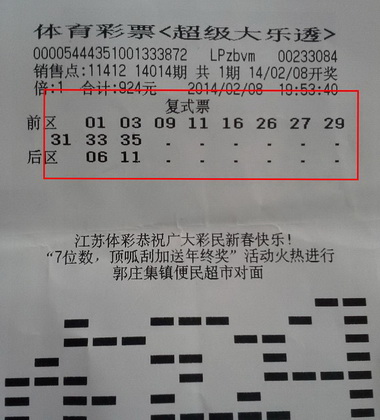 体育彩票<超级大乐透>
00005444351001333872 LPzbvm 00233084
销售点:11412 14014期 共 1期 14/02/08开奖
倍:1 合计:924元 2014/02/08 19:53:40
复式票
前区 01 03 09 11 16 26 27 29
31 33 35 . . . . .
后区 06 11 . . . . . .
江苏体彩恭祝广大彩民新春快乐!
“7位数,顶呱刮加送年终奖”活动火热进行
郭庄集镇便民超市对面